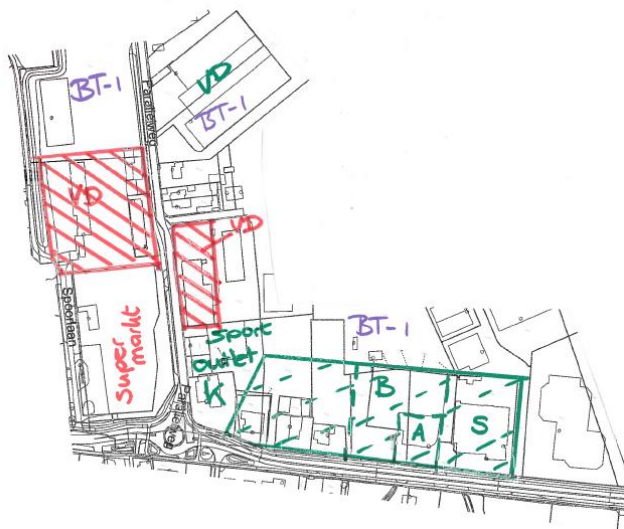 BT-1
Parallelweg
VD
BT-1
VD
VD
Spoorlaan
Super
markt
Sport
outlet
K
BT-1
B
A
S